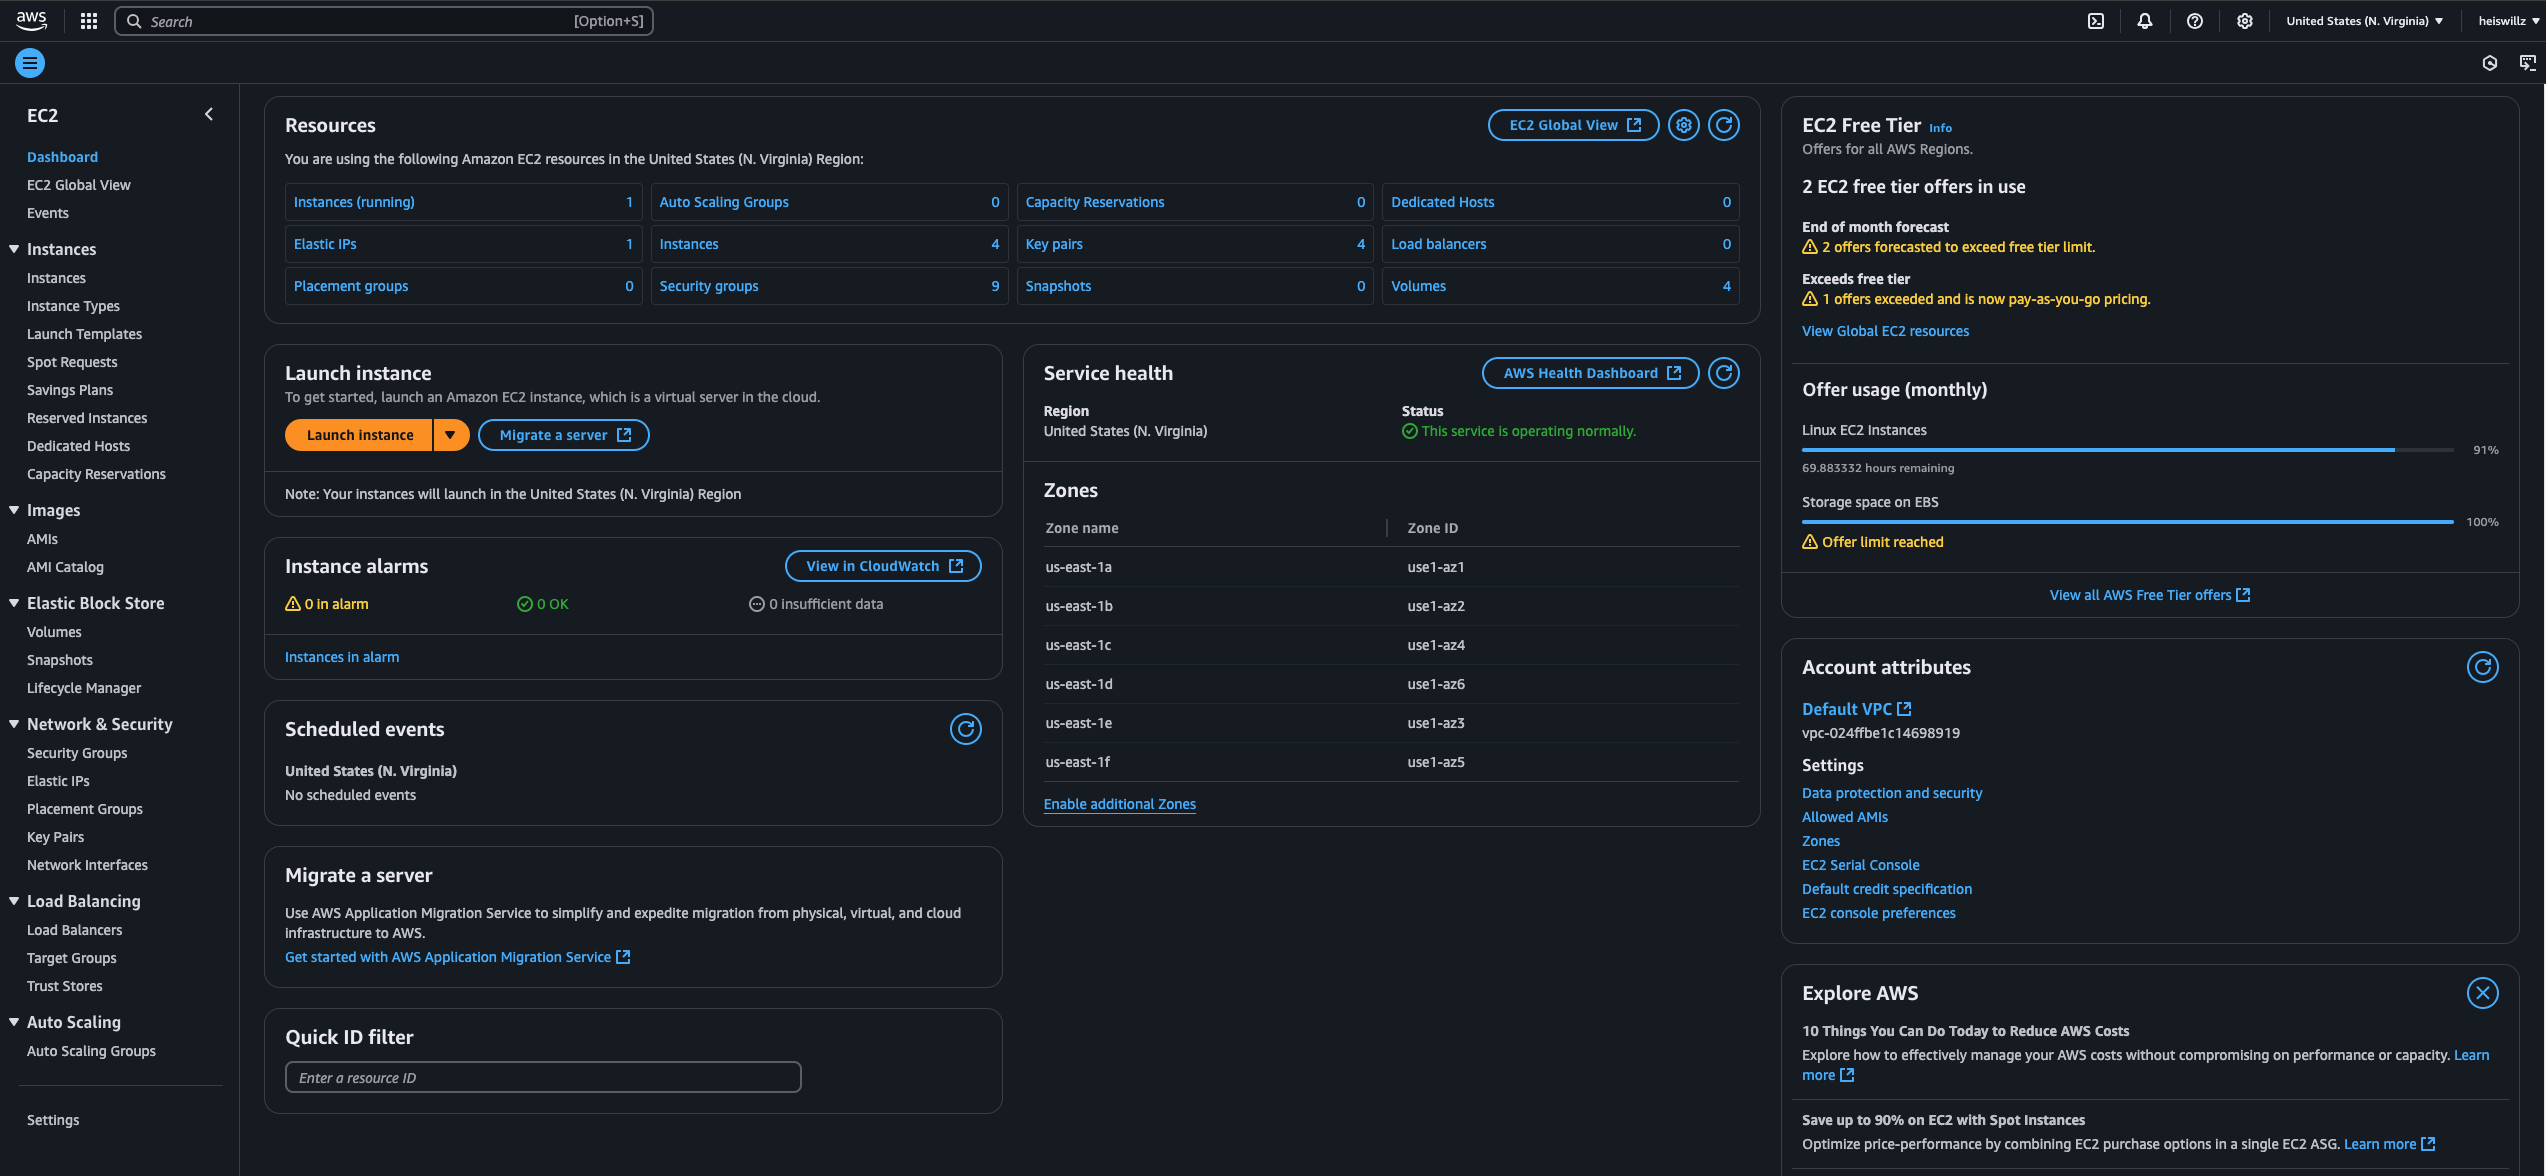 aws
Search [Option+S]
United States (N. Virginia)
heiswillz
EC2
Dashboard
EC2 Global View
Events
Instances
Instances
Instance Types
Launch Templates
Spot Requests
Savings Plans
Reserved Instances
Dedicated Hosts
Capacity Reservations
Images
AMIs
AMI Catalog
Elastic Block Store
Volumes
Snapshots
Lifecycle Manager
Network & Security
Security Groups
Elastic IPs
Placement Groups
Key Pairs
Network Interfaces
Load Balancing
Load Balancers
Target Groups
Trust Stores
Auto Scaling
Auto Scaling Groups
Settings
Resources
EC2 Global View
You are using the following Amazon EC2 resources in the United States (N. Virginia) Region:
Instances (running) 1
Auto Scaling Groups 0
Capacity Reservations 0
Dedicated Hosts 0
Elastic IPs 1
Instances 4
Key pairs 4
Load balancers 0
Placement groups 0
Security groups 9
Snapshots 0
Volumes 4
Launch instance
To get started, launch an Amazon EC2 instance, which is a virtual server in the cloud.
Launch instance
Migrate a server
Note: Your instances will launch in the United States (N. Virginia) Region
Instance alarms
View in CloudWatch
0 in alarm
0 OK
0 insufficient data
Instances in alarm
Scheduled events
United States (N. Virginia)
No scheduled events
Migrate a server
Use AWS Application Migration Service to simplify and expedite migration from physical, virtual, and cloud
infrastructure to AWS.
Get started with AWS Application Migration Service
Quick ID filter
Enter a resource ID
Service health
AWS Health Dashboard
Region
United States (N. Virginia)
Status
This service is operating normally.
Zones
Zone name Zone ID
us-east-1a use1-az1
us-east-1b use1-az2
us-east-1c use1-az4
us-east-1d use1-az6
us-east-1e use1-az3
us-east-1f use1-az5
Enable additional Zones
EC2 Free Tier Info
Offers for all AWS Regions.
2 EC2 free tier offers in use
End of month forecast
2 offers forecasted to exceed free tier limit.
Exceeds free tier
1 offers exceeded and is now pay-as-you-go pricing.
View Global EC2 resources
Offer usage (monthly)
Linux EC2 Instances
91%
69.883332 hours remaining
Storage space on EBS
100%
Offer limit reached
View all AWS Free Tier offers
Account attributes
Default VPC
vpc-024ffbe1c14698919
Settings
Data protection and security
Allowed AMIs
Zones
EC2 Serial Console
Default credit specification
EC2 console preferences
Explore AWS
10 Things You Can Do Today to Reduce AWS Costs
Explore how to effectively manage your AWS costs without compromising on performance or capacity. Learn
more
Save up to 90% on EC2 with Spot Instances
Optimize price-performance by combining EC2 purchase options in a single EC2 ASG. Learn more